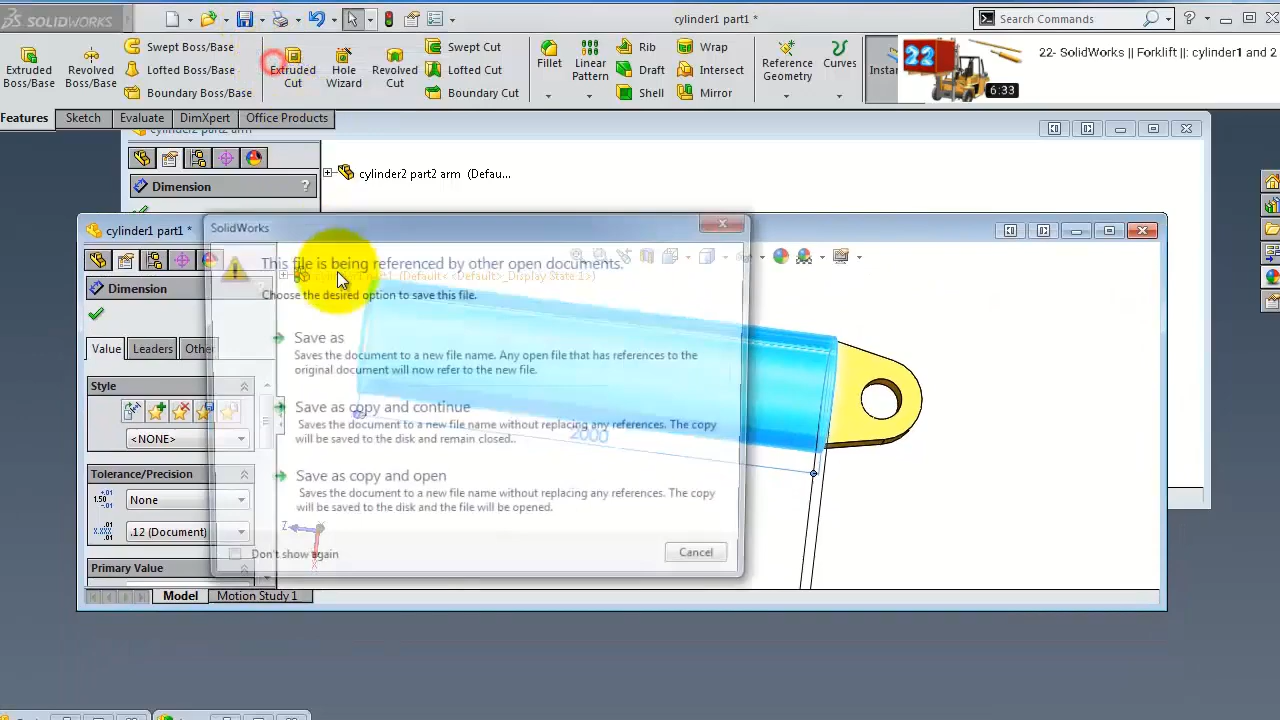 SOLIDWORKS
cylinder1 part1 *
Search Commands
Extruded Boss/Base
Revolved Boss/Base
Swept Boss/Base
Lofted Boss/Base
Boundary Boss/Base
Extruded Cut
Hole Wizard
Revolved Cut
Swept Cut
Lofted Cut
Boundary Cut
Fillet
Linear Pattern
Rib
Draft
Shell
Wrap
Intersect
Mirror
Reference Geometry
Curves
Instan
22
6:33
22- SolidWorks || Forklift ||: cylinder1 and 2
Features
Sketch
Evaluate
DimXpert
Office Products
cylinder2 part2 arm
Dimension
?
cylinder2 part2 arm (Defau...
cylinder1 part1 *
Dimension
Value
Leaders
Other
Style
<NONE>
Tolerance/Precision
None
.12 (Document)
Primary Value
SolidWorks
This file is being referenced by other open documents.
Choose the desired option to save this file.
Save as
Saves the document to a new file name. Any open file that has references to the
original document will now refer to the new file.
Save as copy and continue
Saves the document to a new file name without replacing any references. The copy
will be saved to the disk and remain closed..
Save as copy and open
Saves the document to a new file name without replacing any references. The copy
will be saved to the disk and the file will be opened.
Don't show again
Cancel
2000
Z
Model
Motion Study 1